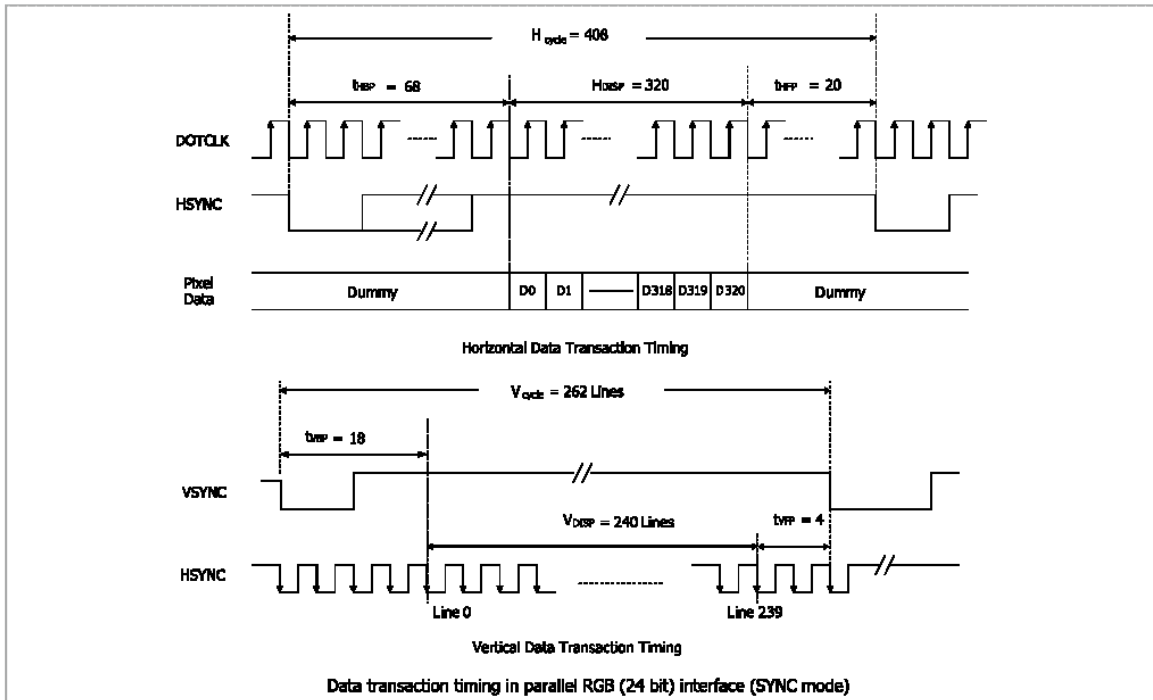 H cycle = 408
tHBP = 68
HDISP = 320
tHFP = 20
DOTCLK
HSYNC
Pixel Data
Dummy
D0
D1
D318
D319
D320
Dummy
Horizontal Data Transaction Timing
V cycle = 262 Lines
tVBP = 18
VSYNC
VDISP = 240 Lines
tVFP = 4
HSYNC
Line 0
Line 239
Vertical Data Transaction Timing
Data transaction timing in parallel RGB (24 bit) interface (SYNC mode)